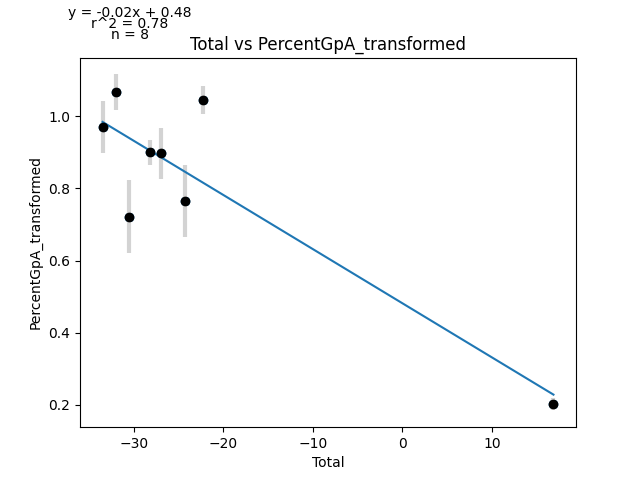 y = -0.02x + 0.48
r^2 = 0.78
n = 8
Total vs PercentGpA_transformed
PercentGpA_transformed
1.0
0.8
0.6
0.4
0.2
−30
−20
−10
0
10
Total